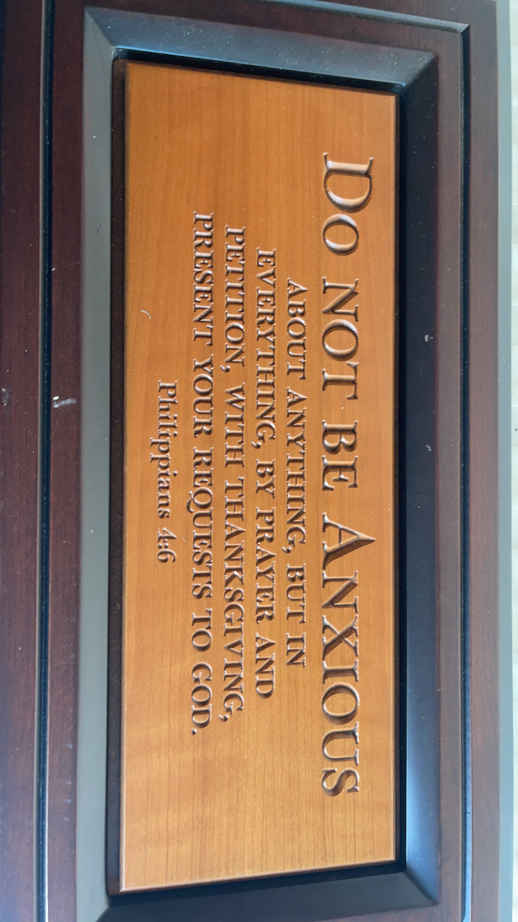 DO NOT BE ANXIOUS
ABOUT ANYTHING, BUT IN
EVERYTHING, BY PRAYER AND
PETITION, WITH THANKSGIVING,
PRESENT YOUR REQUESTS TO GOD.
Philippians 4:6